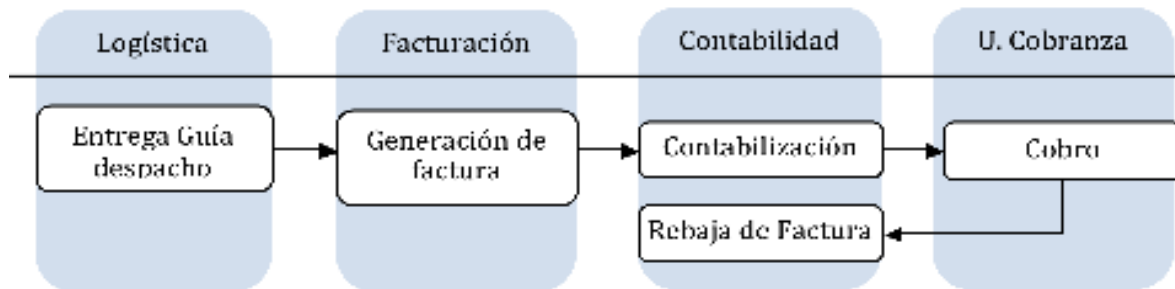 Logística
Facturación
Contabilidad
U. Cobranza
Entrega Guía
despacho
Generación de
factura
Contabilización
Cobro
Rebaja de Factura